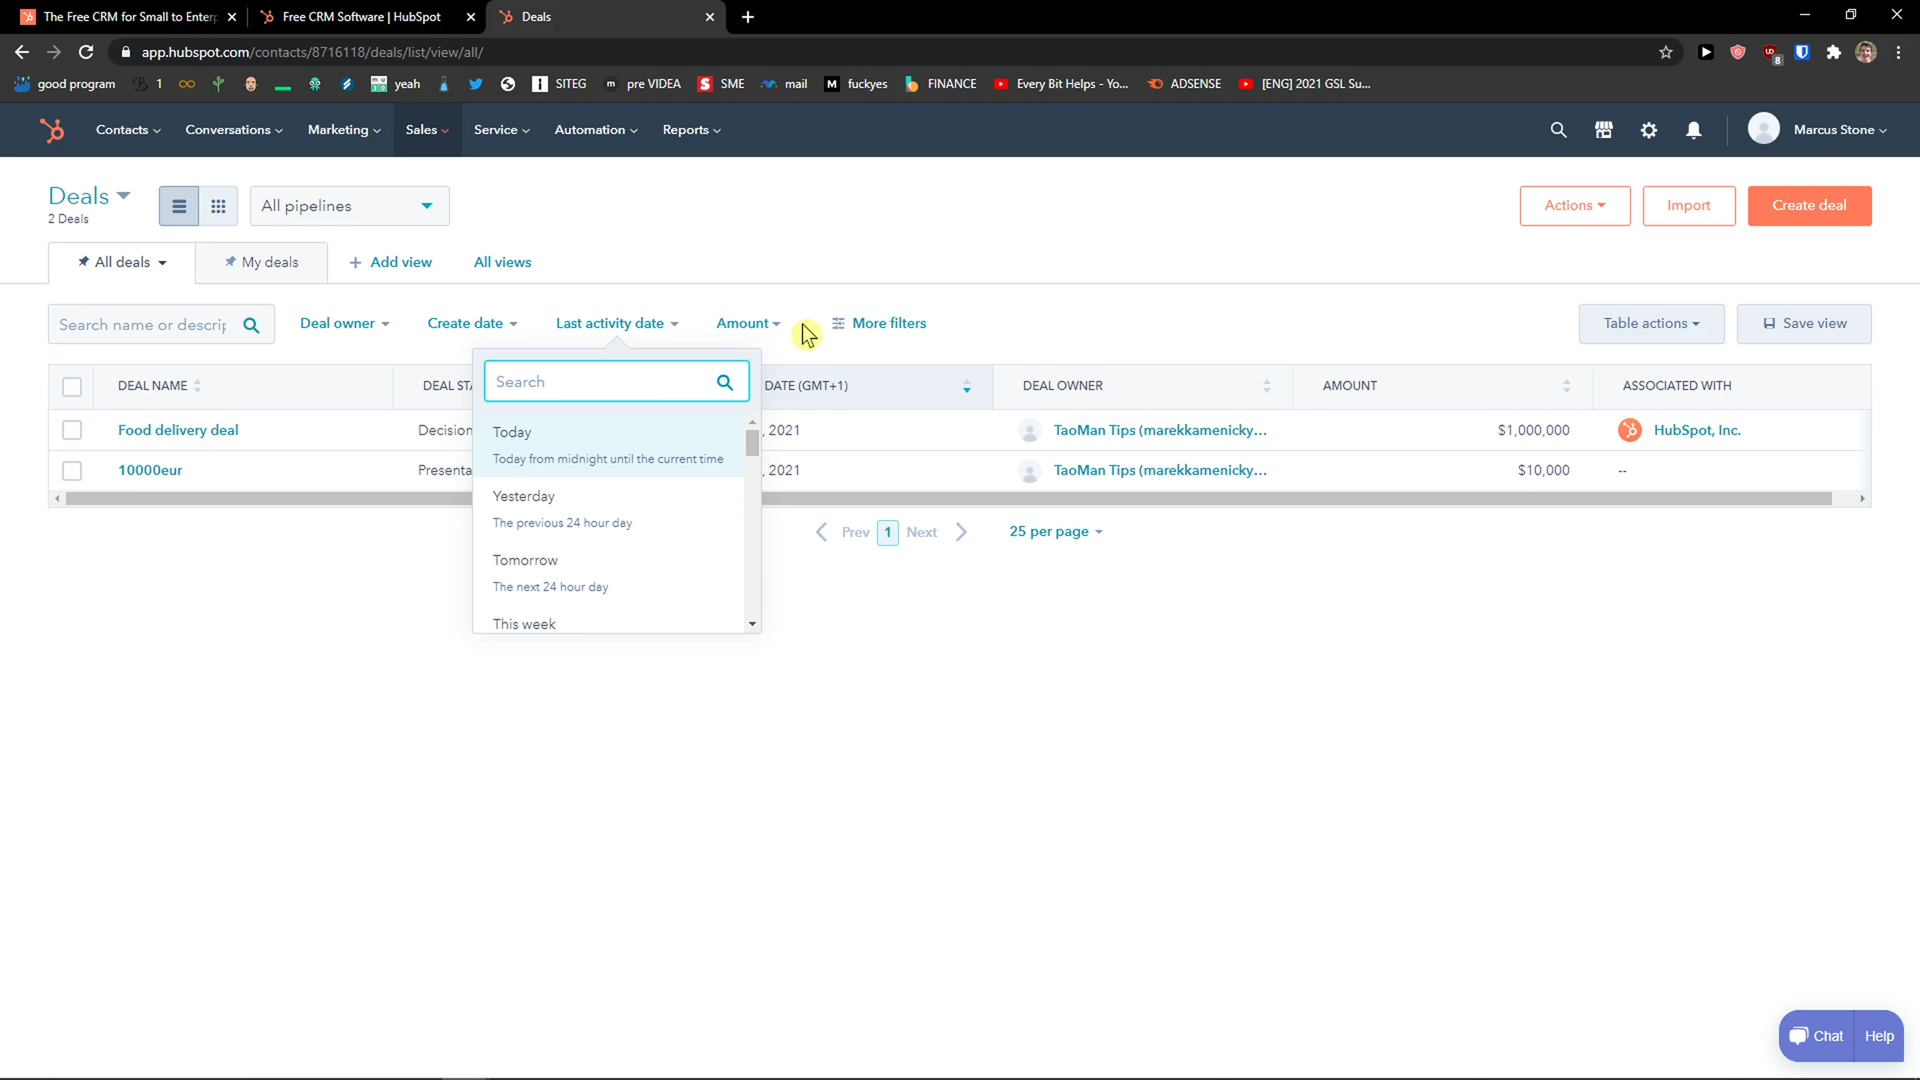 The Free CRM for Small to Enterp
Free CRM Software | HubSpot
Deals
app.hubspot.com/contacts/8716118/deals/list/view/all/
good program
1
yeah
SITEG
pre VIDEA
SME
mail
fuckyes
FINANCE
Every Bit Helps - Yo...
ADSENSE
[ENG] 2021 GSL Su...
8
Contacts
Conversations
Marketing
Sales
Service
Automation
Reports
Marcus Stone
Deals
2 Deals
All pipelines
Actions
Import
Create deal
All deals
My deals
+ Add view
All views
Search name or descrip
Deal owner
Create date
Last activity date
Amount
More filters
Table actions
Save view
DEAL NAME
DEAL STA
DATE (GMT+1)
DEAL OWNER
AMOUNT
ASSOCIATED WITH
Food delivery deal
Decision
, 2021
TaoMan Tips (marekkamenicky...
$1,000,000
HubSpot, Inc.
10000eur
Presenta
, 2021
TaoMan Tips (marekkamenicky...
$10,000
--
Search
Today
Today from midnight until the current time
Yesterday
The previous 24 hour day
Tomorrow
The next 24 hour day
This week
Prev 1 Next
25 per page
Chat
Help